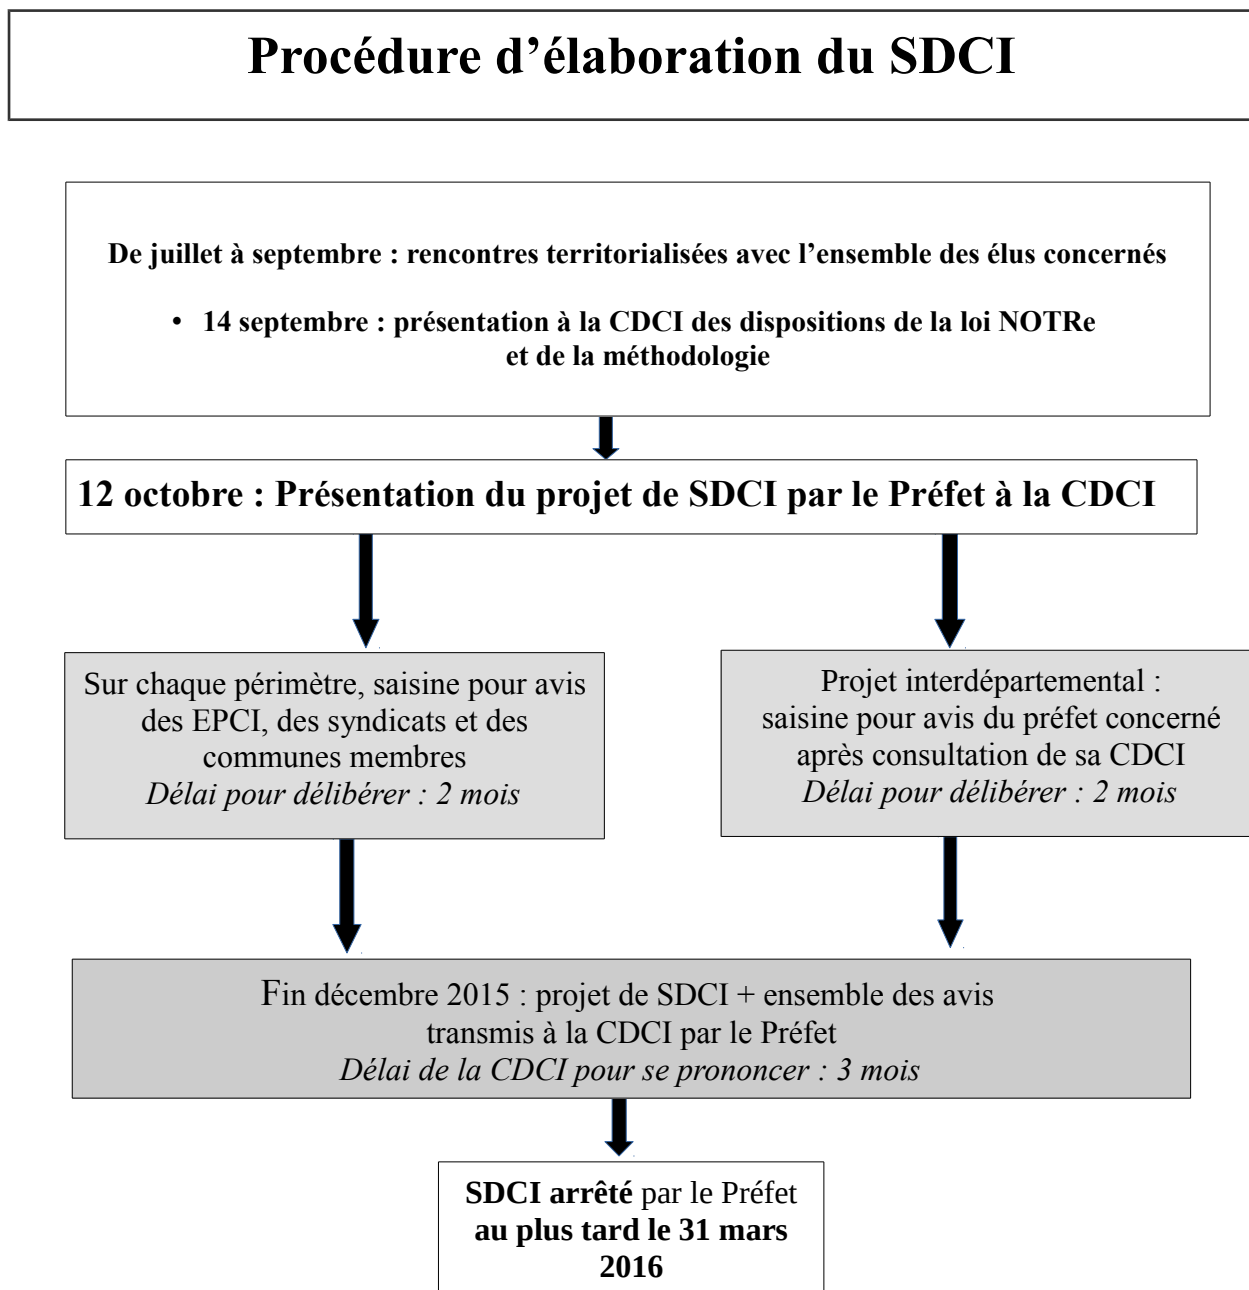 Procédure d’élaboration du SDCI
De juillet à septembre : rencontres territorialisées avec l’ensemble des élus concernés
• 14 septembre : présentation à la CDCI des dispositions de la loi NOTRe
et de la méthodologie
12 octobre : Présentation du projet de SDCI par le Préfet à la CDCI
Sur chaque périmètre, saisine pour avis
des EPCI, des syndicats et des
communes membres
Délai pour délibérer : 2 mois
Projet interdépartemental :
saisine pour avis du préfet concerné
après consultation de sa CDCI
Délai pour délibérer : 2 mois
Fin décembre 2015 : projet de SDCI + ensemble des avis
transmis à la CDCI par le Préfet
Délai de la CDCI pour se prononcer : 3 mois
SDCI arrêté par le Préfet
au plus tard le 31 mars
2016